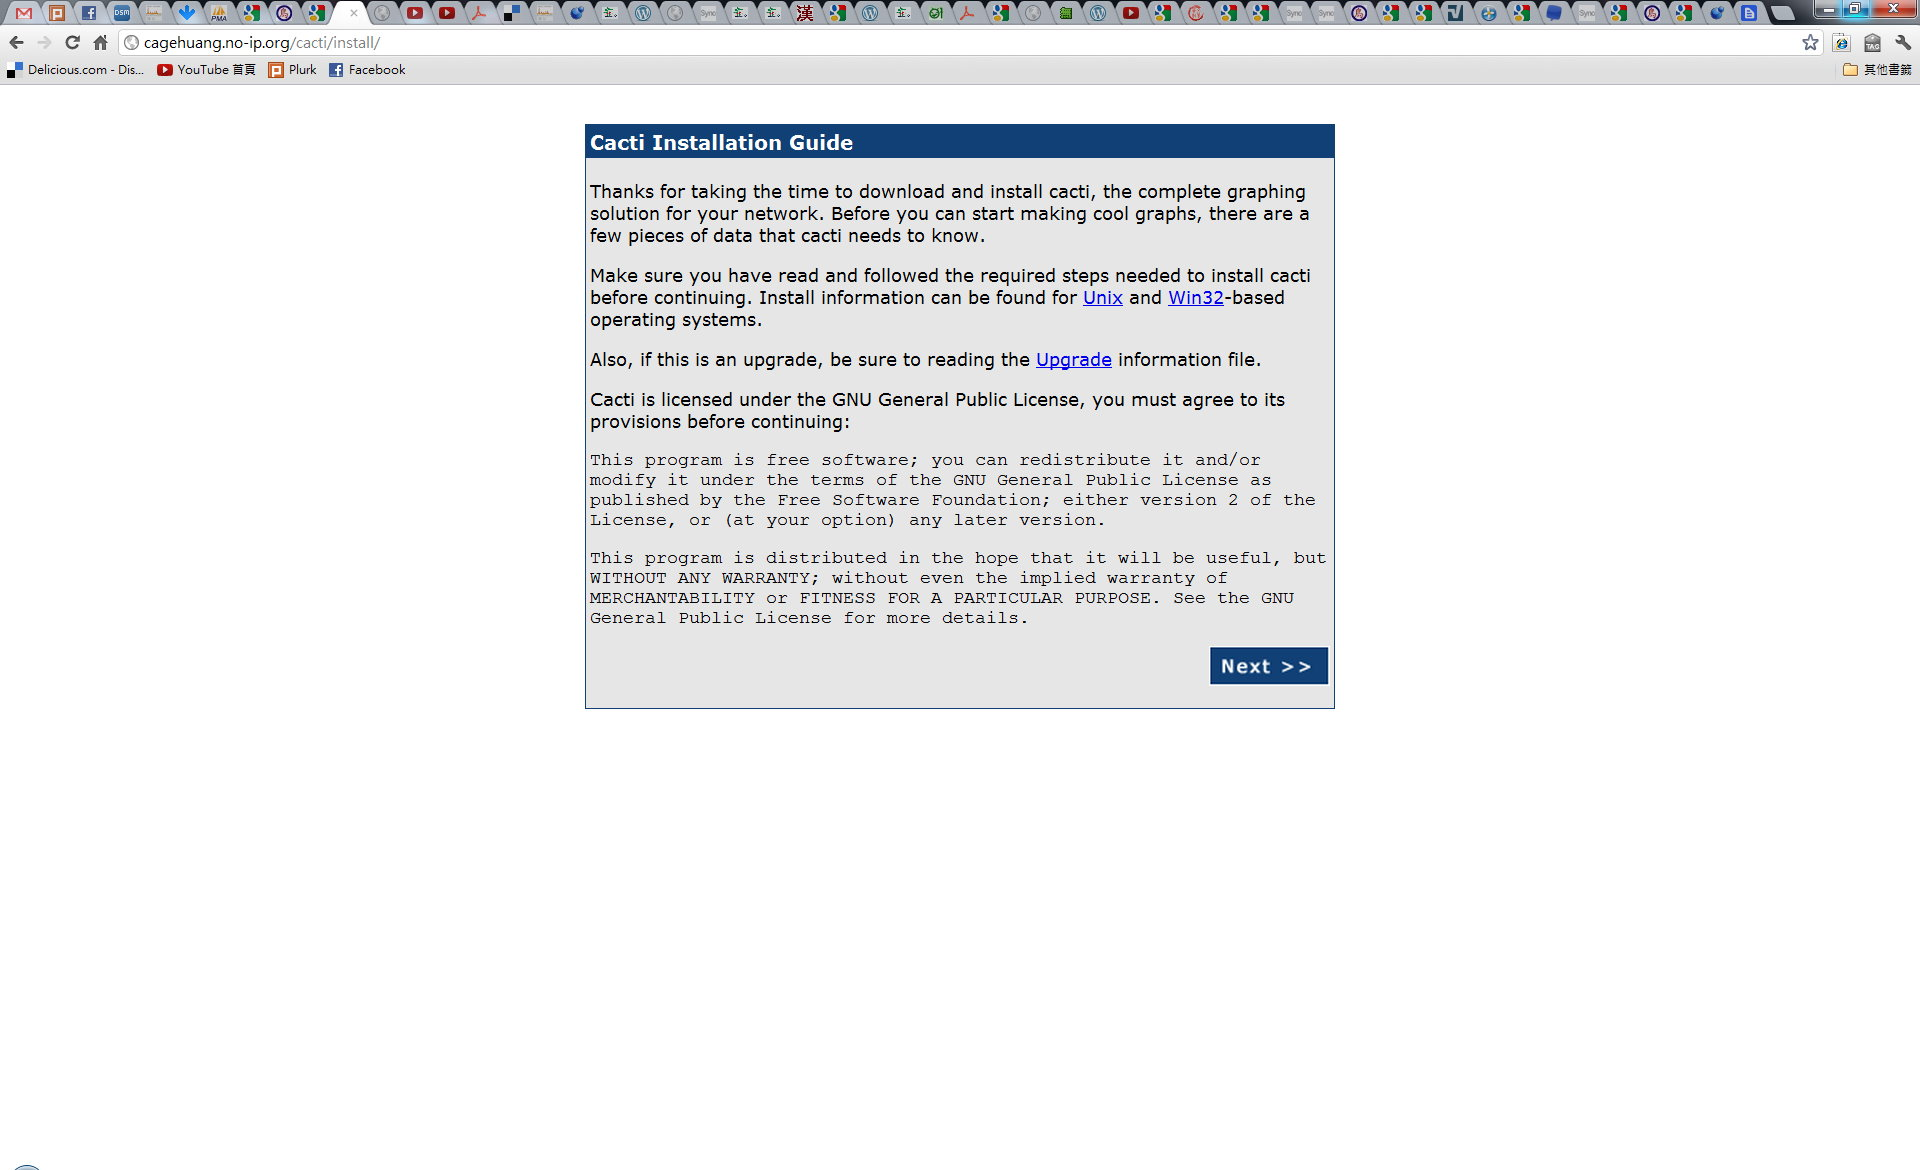 cagehuang.no-ip.org/cacti/install/
Delicious.com - Dis... YouTube 首頁 Plurk Facebook 其他書籤
Cacti Installation Guide
Thanks for taking the time to download and install cacti, the complete graphing
solution for your network. Before you can start making cool graphs, there are a
few pieces of data that cacti needs to know.
Make sure you have read and followed the required steps needed to install cacti
before continuing. Install information can be found for Unix and Win32-based
operating systems.
Also, if this is an upgrade, be sure to reading the Upgrade information file.
Cacti is licensed under the GNU General Public License, you must agree to its
provisions before continuing:
This program is free software; you can redistribute it and/or
modify it under the terms of the GNU General Public License as
published by the Free Software Foundation; either version 2 of the
License, or (at your option) any later version.
This program is distributed in the hope that it will be useful, but
WITHOUT ANY WARRANTY; without even the implied warranty of
MERCHANTABILITY or FITNESS FOR A PARTICULAR PURPOSE. See the GNU
General Public License for more details.
Next >>